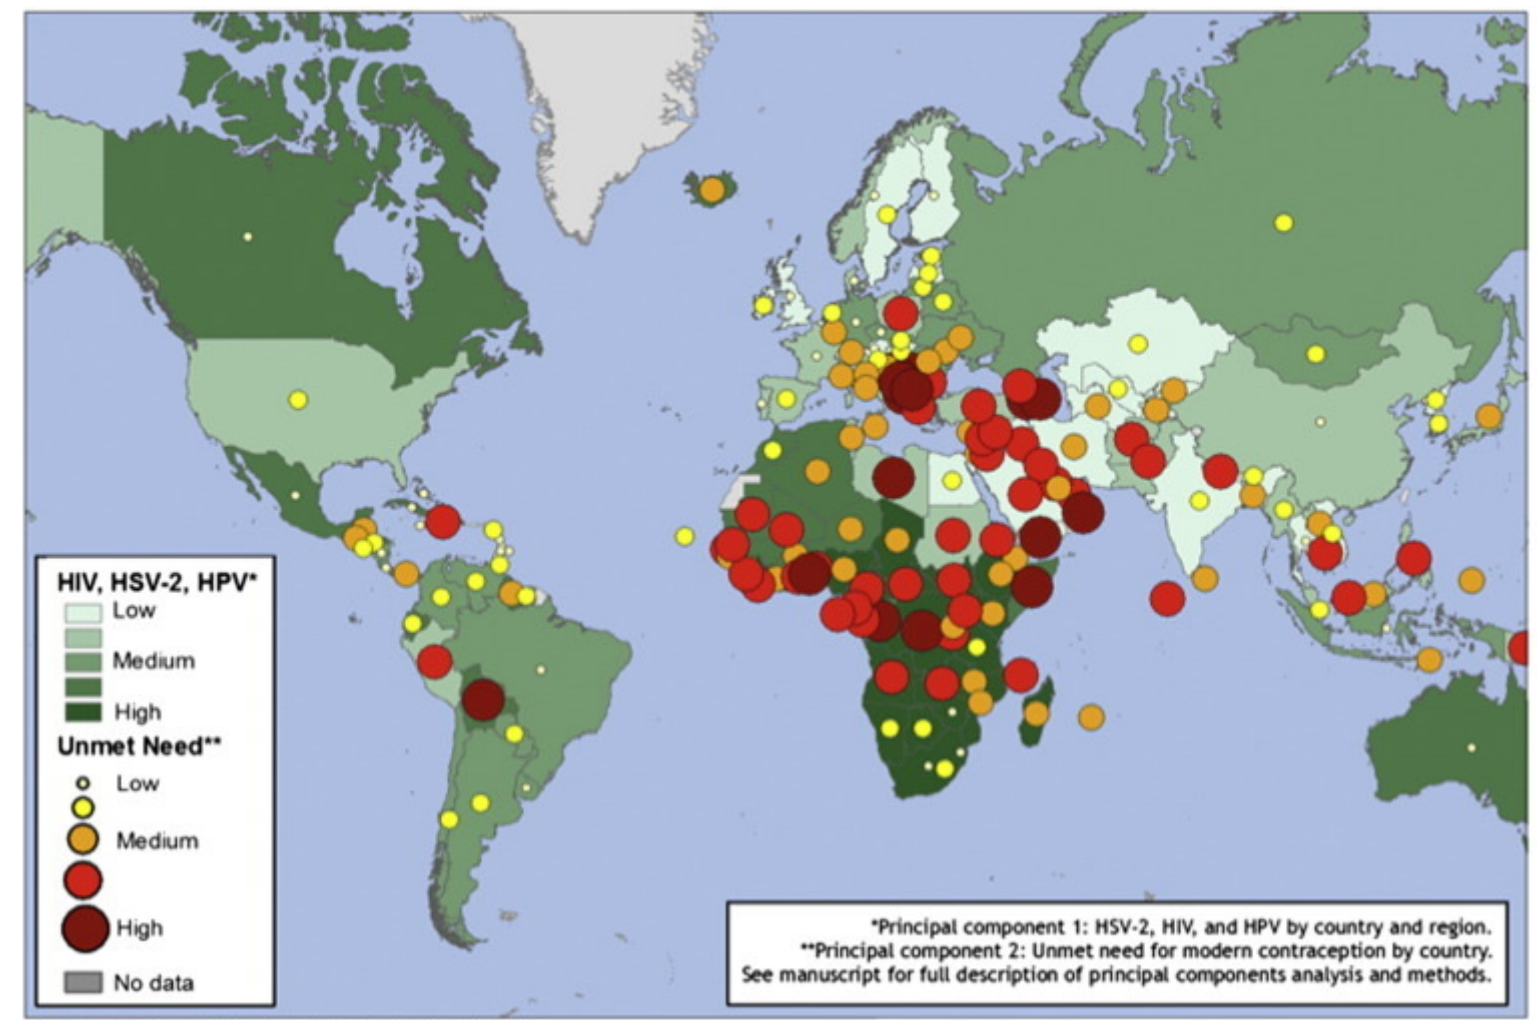 HIV, HSV-2, HPV*
Low
Medium
High
Unmet Need**
Low
Medium
High
No data
*Principal component 1: HSV-2, HIV, and HPV by country and region.
**Principal component 2: Unmet need for modern contraception by country.
See manuscript for full description of principal components analysis and methods.